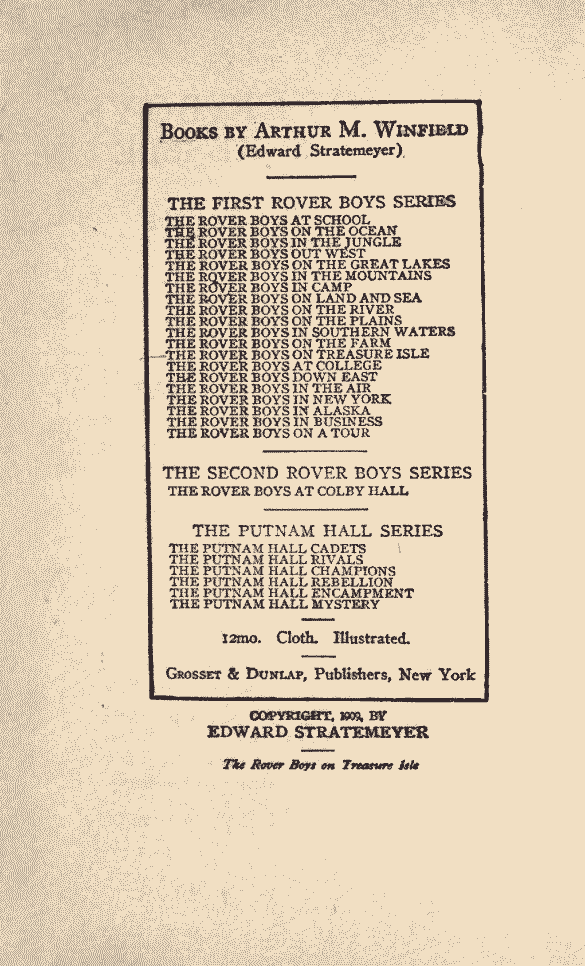 BOOKS BY ARTHUR M. WINFIELD
(Edward Stratemeyer)
THE FIRST ROVER BOYS SERIES
THE ROVER BOYS AT SCHOOL
THE ROVER BOYS ON THE OCEAN
THE ROVER BOYS IN THE JUNGLE
THE ROVER BOYS OUT WEST
THE ROVER BOYS ON THE GREAT LAKES
THE ROVER BOYS IN THE MOUNTAINS
THE ROVER BOYS IN CAMP
THE ROVER BOYS ON LAND AND SEA
THE ROVER BOYS ON THE RIVER
THE ROVER BOYS ON THE PLAINS
THE ROVER BOYS IN SOUTHERN WATERS
THE ROVER BOYS ON THE FARM
THE ROVER BOYS ON TREASURE ISLE
THE ROVER BOYS AT COLLEGE
THE ROVER BOYS DOWN EAST
THE ROVER BOYS IN THE AIR
THE ROVER BOYS IN NEW YORK
THE ROVER BOYS IN ALASKA
THE ROVER BOYS IN BUSINESS
THE ROVER BOYS ON A TOUR
THE SECOND ROVER BOYS SERIES
THE ROVER BOYS AT COLBY HALL
THE PUTNAM HALL SERIES
THE PUTNAM HALL CADETS
THE PUTNAM HALL RIVALS
THE PUTNAM HALL CHAMPIONS
THE PUTNAM HALL REBELLION
THE PUTNAM HALL ENCAMPMENT
THE PUTNAM HALL MYSTERY
12mo. Cloth. Illustrated.
GROSSET & DUNLAP, Publishers, New York
COPYRIGHT, 1909, BY
EDWARD STRATEMEYER
The Rover Boys on Treasure Isle